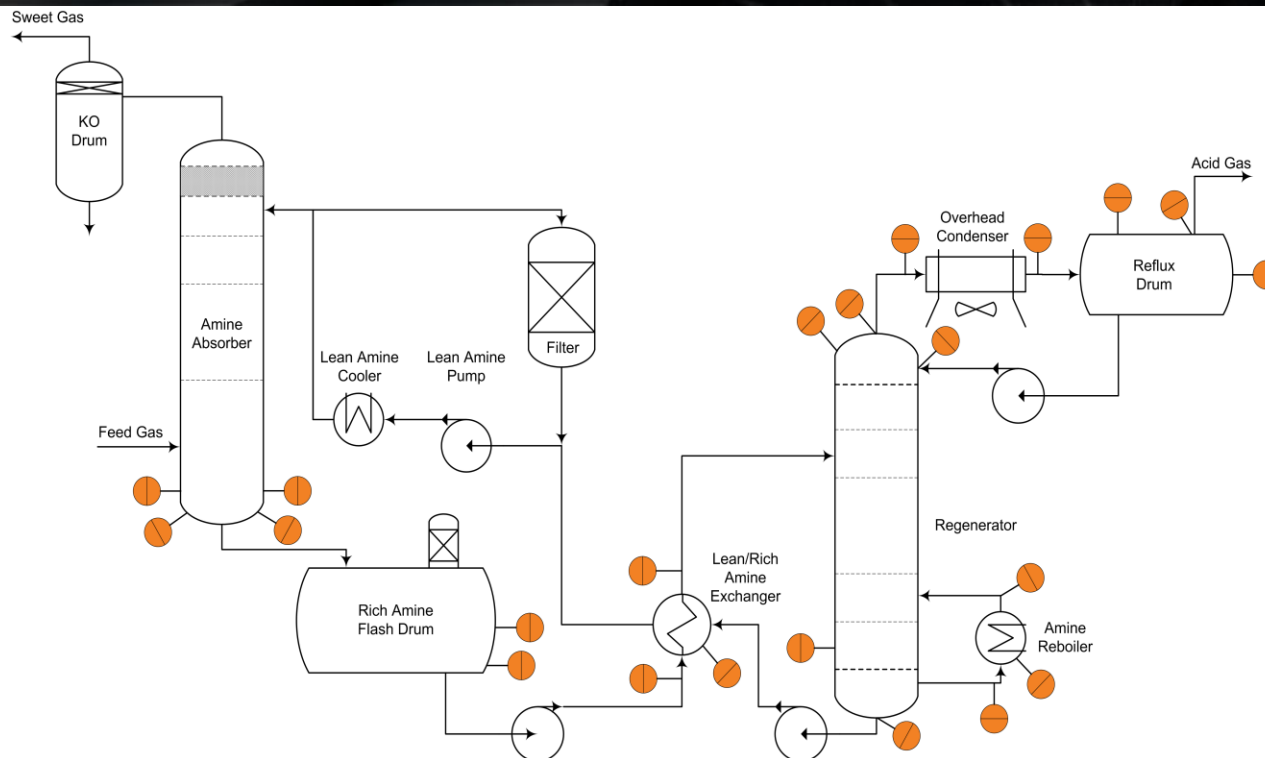 Sweet Gas
KO
Drum
Amine
Absorber
Feed Gas
Lean Amine
Cooler
Lean Amine
Pump
Filter
Rich Amine
Flash Drum
Lean/Rich
Amine
Exchanger
Overhead
Condenser
Acid Gas
Reflux
Drum
Regenerator
Amine
Reboiler